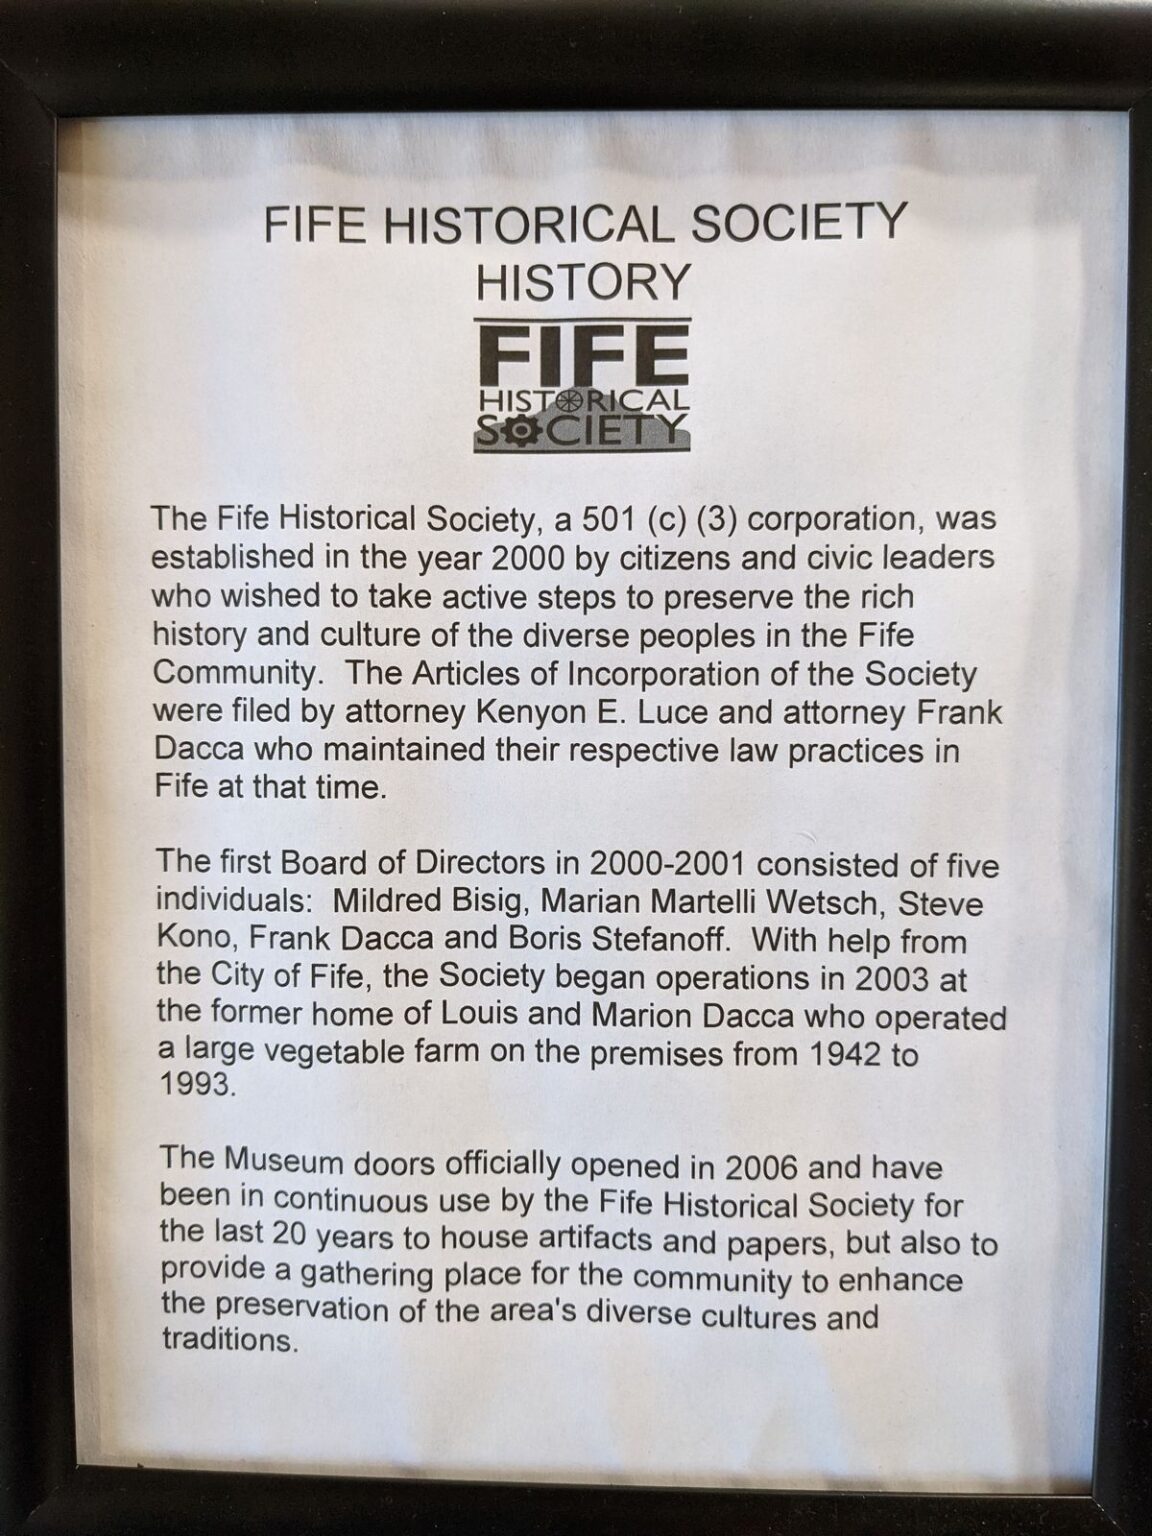 FIFE HISTORICAL SOCIETY
HISTORY
FIFE
HISTORICAL
SOCIETY
The Fife Historical Society, a 501 (c) (3) corporation, was
established in the year 2000 by citizens and civic leaders
who wished to take active steps to preserve the rich
history and culture of the diverse peoples in the Fife
Community.  The Articles of Incorporation of the Society
were filed by attorney Kenyon E. Luce and attorney Frank
Dacca who maintained their respective law practices in
Fife at that time.
The first Board of Directors in 2000-2001 consisted of five
individuals:  Mildred Bisig, Marian Martelli Wetsch, Steve
Kono, Frank Dacca and Boris Stefanoff.  With help from
the City of Fife, the Society began operations in 2003 at
the former home of Louis and Marion Dacca who operated
a large vegetable farm on the premises from 1942 to
1993.
The Museum doors officially opened in 2006 and have
been in continuous use by the Fife Historical Society for
the last 20 years to house artifacts and papers, but also to
provide a gathering place for the community to enhance
the preservation of the area's diverse cultures and
traditions.